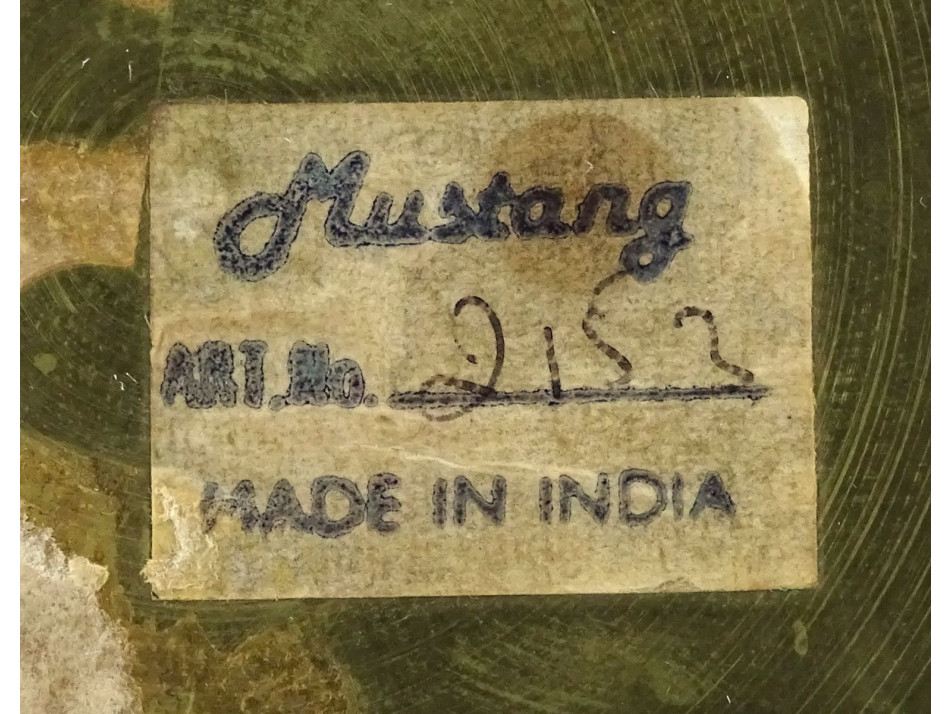 Mustang
ART.No. 2152
MADE IN INDIA